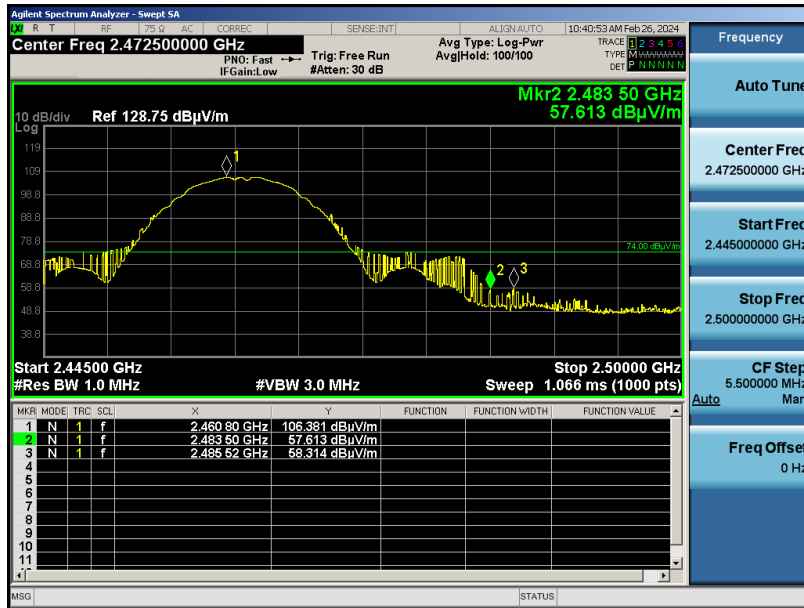 Agilent Spectrum Analyzer - Swept SA
R T RF 75 Ω AC CORREC SENSE:INT ALIGN AUTO 10:40:53 AM Feb 26, 2024
Center Freq 2.472500000 GHz
PNO: Fast
IFGain:Low
Trig: Free Run
#Atten: 30 dB
Avg Type: Log-Pwr
Avg|Hold: 100/100
TRACE 1 2 3 4 5 6
TYPE M
DET P N N N N N
Mkr2 2.483 50 GHz
57.613 dBµV/m
10 dB/div Ref 128.75 dBµV/m
Log
119
109
98.8
88.8
78.8
68.8
58.8
48.8
38.8
1
2
3
74.00 dBµV/m
Start 2.44500 GHz Stop 2.50000 GHz
#Res BW 1.0 MHz #VBW 3.0 MHz Sweep 1.066 ms (1000 pts)
MKR MODE TRC SCL X Y FUNCTION FUNCTION WIDTH FUNCTION VALUE
1 N 1 f 2.460 80 GHz 106.381 dBµV/m
2 N 1 f 2.483 50 GHz 57.613 dBµV/m
3 N 1 f 2.485 52 GHz 58.314 dBµV/m
4
5
6
7
8
9
10
11
MSG STATUS
Frequency
Auto Tune
Center Freq
2.472500000 GHz
Start Freq
2.445000000 GHz
Stop Freq
2.500000000 GHz
CF Step
5.500000 MHz
Auto Man
Freq Offset
0 Hz